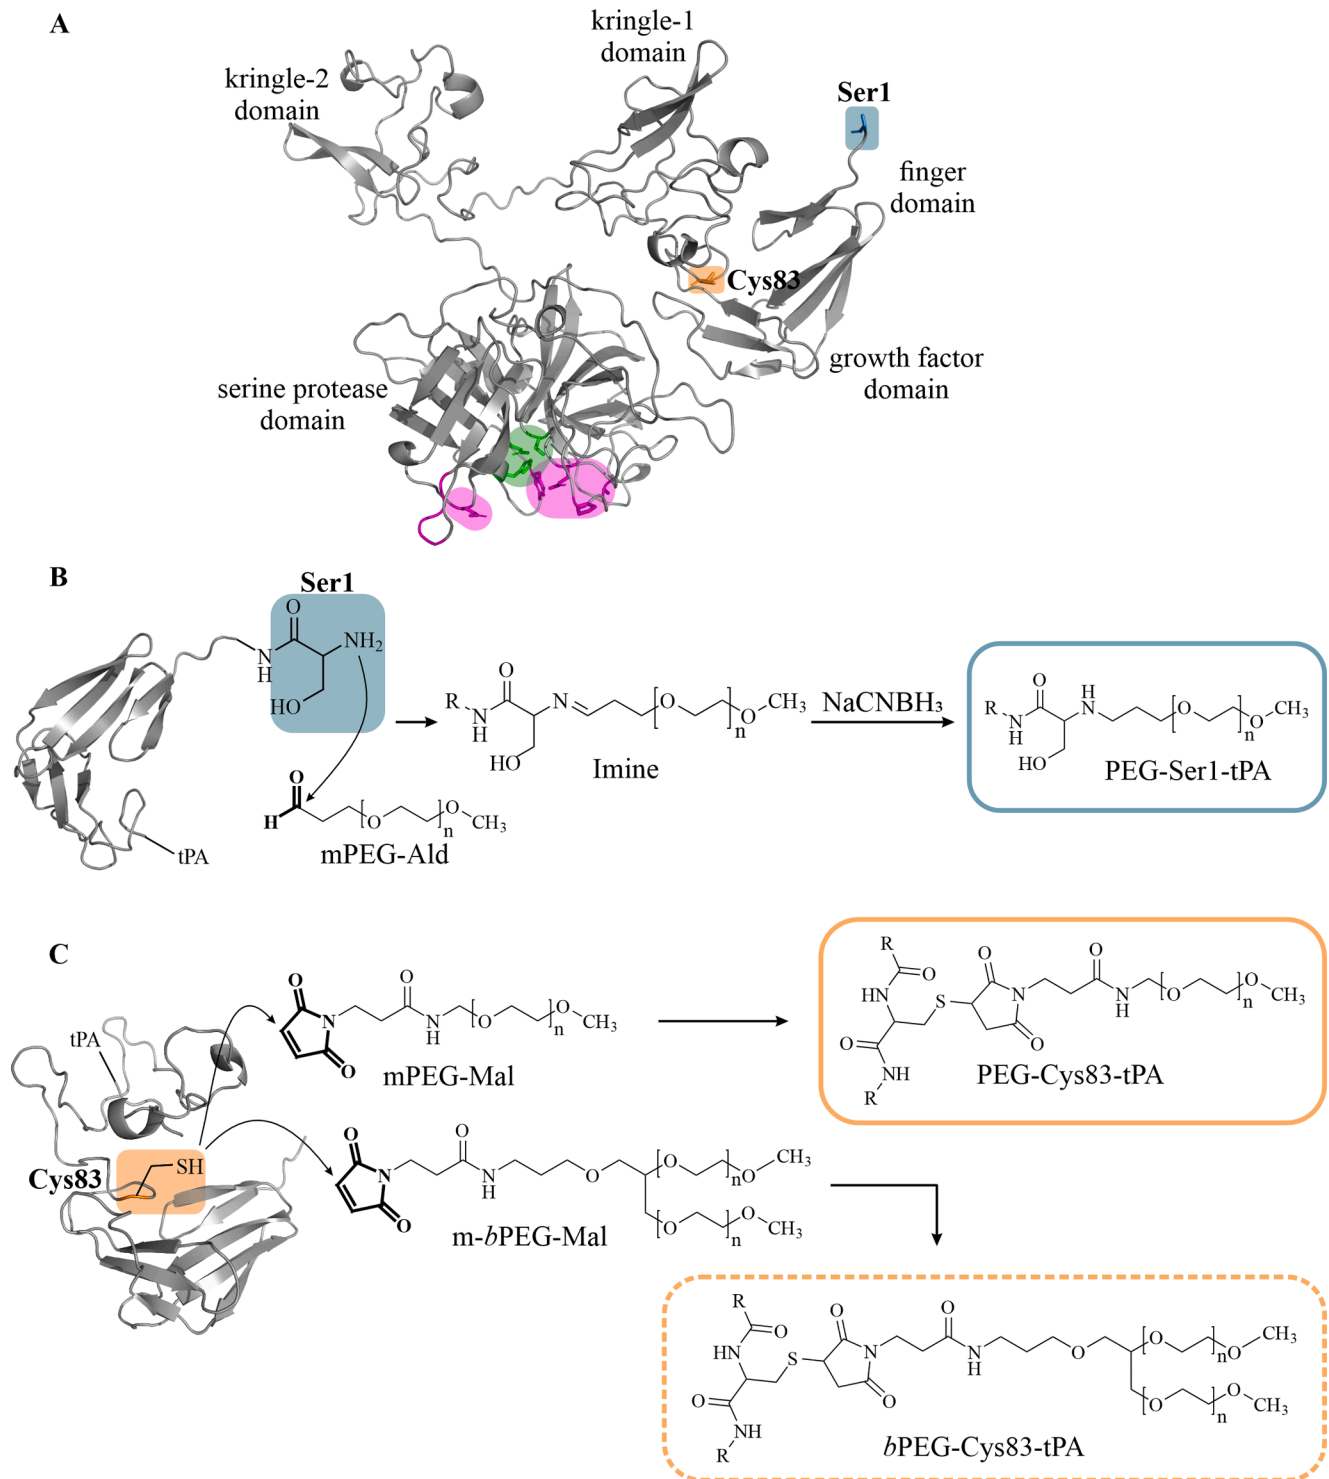 A
kringle-1
domain
kringle-2
domain
Ser1
finger
domain
Cys83
growth factor
domain
serine protease
domain
B
Ser1
O
NH2
N
H
HO
O
R
N
H
N
O
O
CH3
n
HO
Imine
NaCNBH3
O
R
N
H
H
N
O
O
CH3
n
HO
PEG-Ser1-tPA
O
H
O
O
CH3
n
mPEG-Ald
tPA
C
O
N
O
O
N
H
O
O
CH3
n
mPEG-Mal
R
O
HN
S
O
N
O
O
N
H
O
O
CH3
n
O
NH
R
PEG-Cys83-tPA
tPA
Cys83
SH
O
N
O
O
N
H
O
O
n
O
CH3
O
n
O
CH3
m-bPEG-Mal
R
O
HN
S
O
N
O
O
N
H
O
O
n
O
CH3
O
n
O
CH3
O
NH
R
bPEG-Cys83-tPA